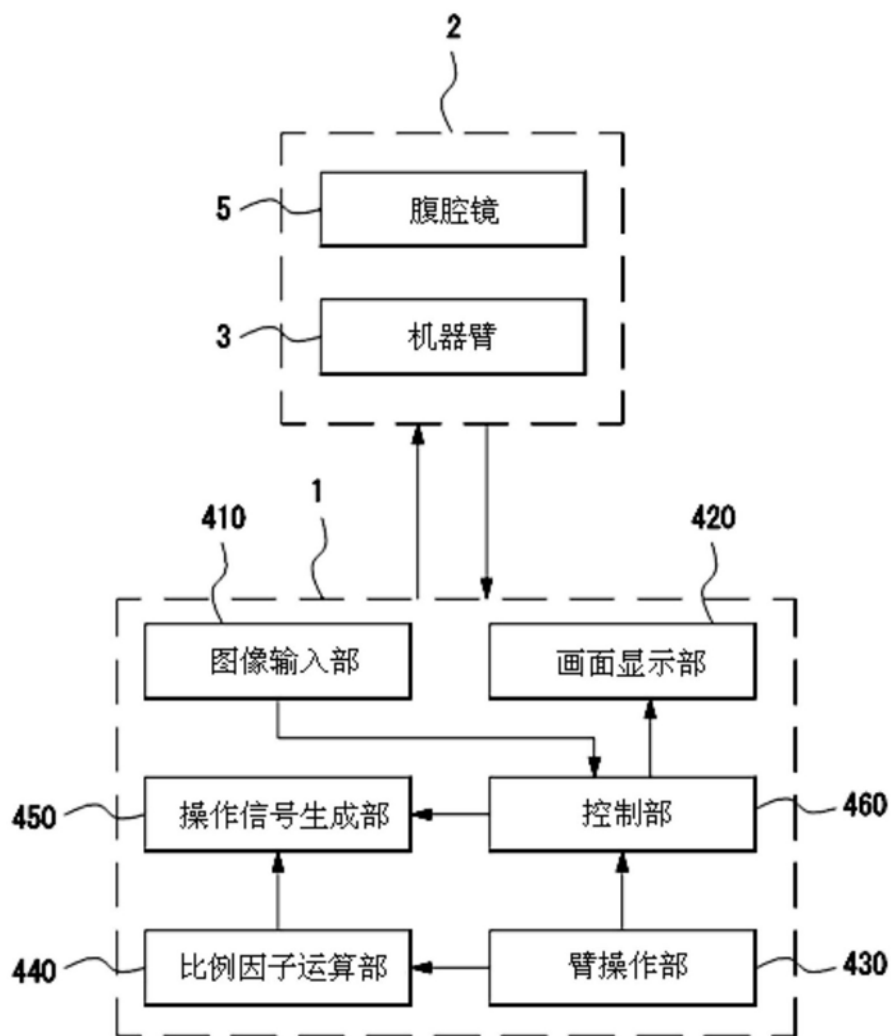 2
5
腹腔镜
3
机器臂
1
410
420
图像输入部
画面显示部
450
操作信号生成部
控制部
460
440
比例因子运算部
臂操作部
430